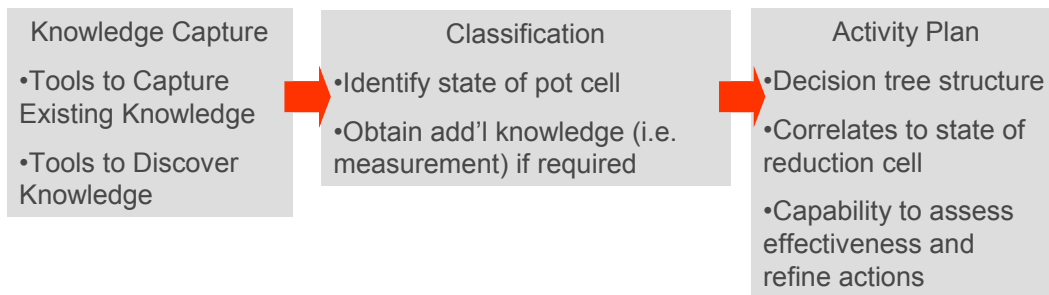 Knowledge Capture
•Tools to Capture
Existing Knowledge
•Tools to Discover
Knowledge
Classification
•Identify state of pot cell
•Obtain add’l knowledge (i.e.
measurement) if required
Activity Plan
•Decision tree structure
•Correlates to state of
reduction cell
•Capability to assess
effectiveness and
refine actions